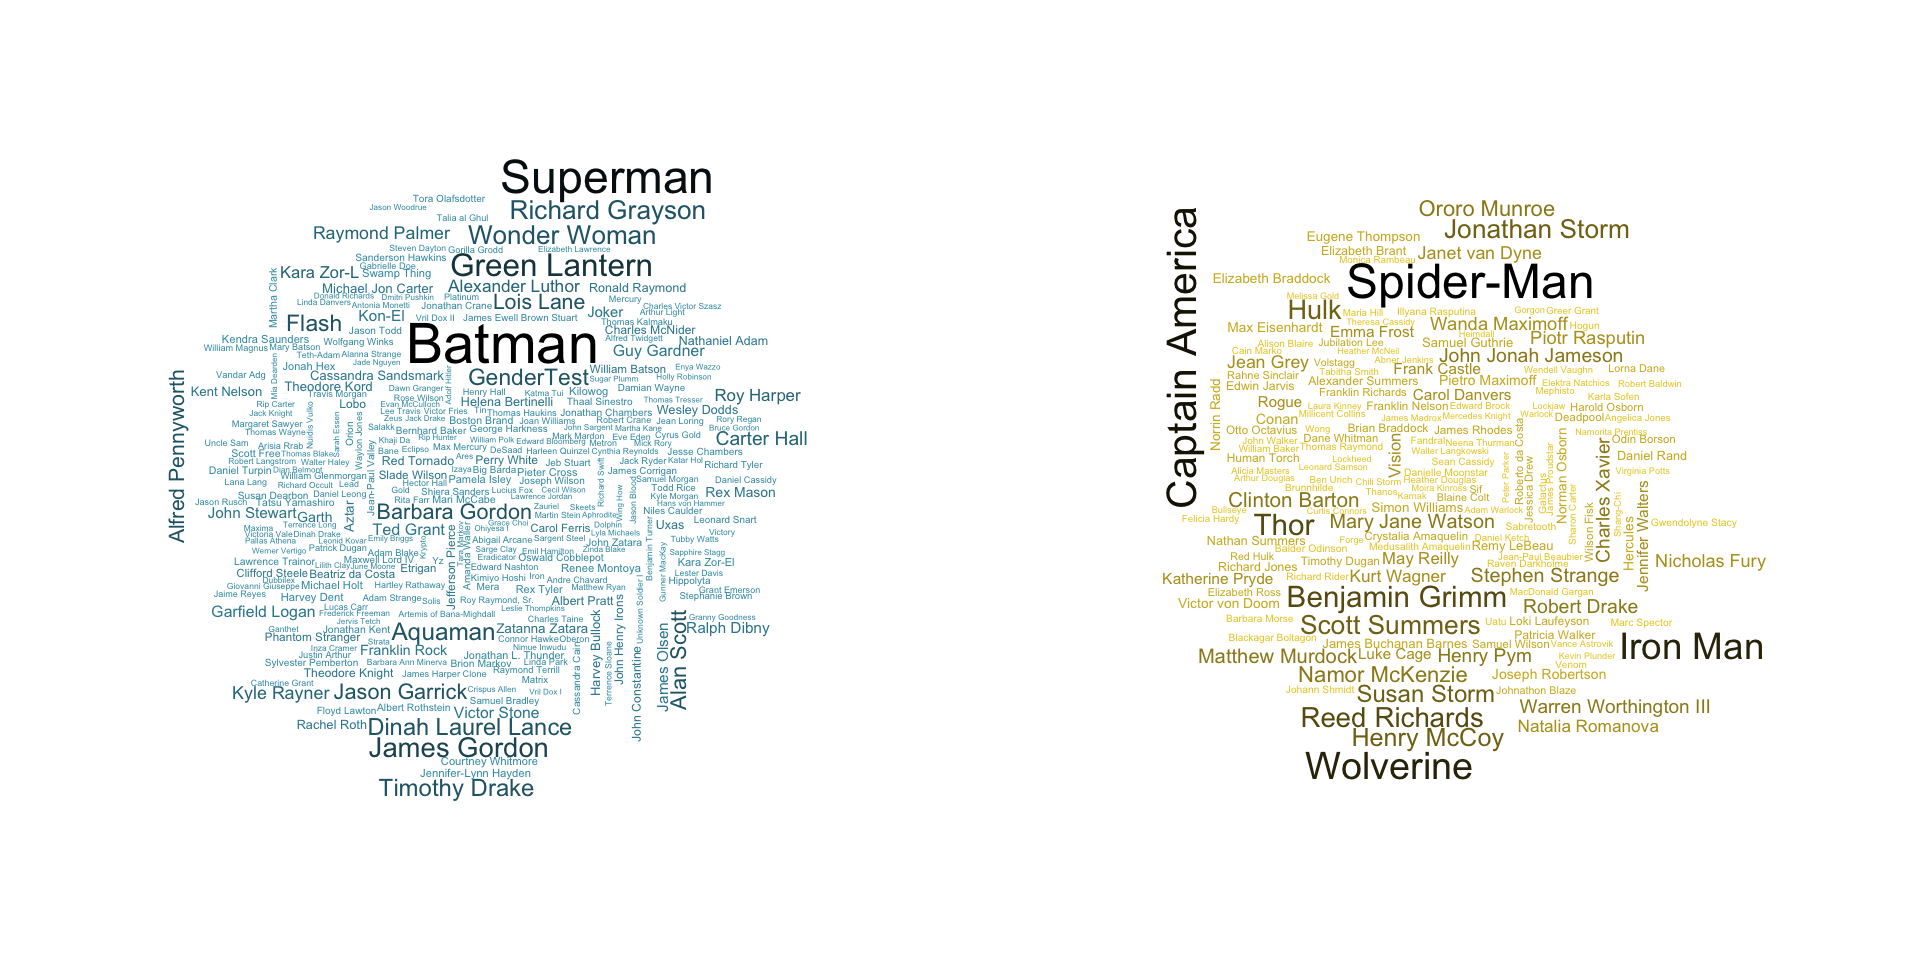 Superman
Tora Olafsdotter
Jason Woodrue
Richard Grayson
Talia al Ghul
Raymond Palmer
Wonder Woman
Steven Dayton
Gorilla Grodd
Elizabeth Lawrence
Sanderson Hawkins
Gabrielle Doe
Green Lantern
Kara Zor-L
Swamp Thing
Martha Clark
Michael Jon Carter
Alexander Luthor
Ronald Raymond
Donald Richards
Dmitri Pushkin
Platinum
Linda Danvers
Antonia Monetti
Jonathan Crane
Lois Lane
Mercury
Charles Victor Szasz
Arthur Light
Joker
Kon-El
Vril Dox II
James Ewell Brown Stuart
Thomas Kalmaku
Flash
Jason Todd
Batman
Charles McNider
Alfred Twidgett
Nathaniel Adam
Kendra Saunders
Wolfgang Winks
William Magnus
Mary Batson
Teth-Adam
Alanna Strange
Jade Nguyen
Guy Gardner
Jonah Hex
Vandar Adg
Mia Dearden
Cassandra Sandsmark
GenderTest
William Batson
Enya Wazzo
Holly Robinson
Sugar Plumm
Alfred Pennyworth
Kent Nelson
Theodore Kord
Travis Morgan
Dawn Granger
Adolf Hitler
Henry Hall
Katma Tui
Kilowog
Damian Wayne
Roy Harper
Rip Carter
Lobo
Rose Wilson
Evan McCulloch
Helena Bertinelli
Thaal Sinestro
Thomas Tresser
Jack Knight
Nuidis Vulko
Lee Travis
Victor Fries
Tin
Thomas Haukins
Jonathan Chambers
Wesley Dodds
Margaret Sawyer
Zeus
Jack Drake
Boston Brand
Joan Williams
Robert Crane
Jean Loring
Rory Regan
Thomas Wayne
Sarah Essen
Orion
Waylon Jones
Salakk
Bernhard Baker
George Harkness
John Sargent
Martha Kane
Bruce Gordon
Uncle Sam
Arisia Rrab
Khaji Da
Rip Hunter
William Polk
Edward Bloomberg
Mark Mardon
Eve Eden
Cyrus Gold
Carter Hall
Scott Free
Thomas Blake
Jean-Paul Valley
Bane
Eclipso
Max Mercury
DeSaad
Harleen Quinzel
Metron
Cynthia Reynolds
Mick Rory
Jesse Chambers
Robert Langstrom
Walter Haley
Red Tornado
Ares
Jack Ryder
Katar Hol
Perry White
Richard Tyler
Daniel Turpin
Dian Belmont
William Glenmorgan
Izaya
Big Barda
Pieter Cross
Jeb Stuart
James Corrigan
Lana Lang
Richard Occult
Lead
Slade Wilson
Hector Hall
Pamela Isley
Joseph Wilson
Richard Swift
Todd Rice
Samuel Morgan
Daniel Cassidy
Susan Dearbon
Daniel Leong
Gold
Shiera Sanders
Lucius Fox
Cecil Wilson
Kyle Morgan
Hans von Hammer
Rex Mason
Jason Rusch
Tatsu Yamashiro
Aztar
Rita Farr
Mari McCabe
Lawrence Jordan
Wing How
Jason Blood
Niles Caulder
John Stewart
Garth
Barbara Gordon
Zauriel
Skeets
Martin Stein
Aphrodite
Leonard Snart
Maxima
Terrence Long
Ted Grant
Grace Choi
Ohiyesa I
Carol Ferris
Dolphin
Lyla Michaels
Uxas
Victory
Victoria Vale
Dinah Drake
Pallas Athena
Leonid Kovar
Emily Briggs
Abigail Arcane
Sargent Steel
John Zatara
Tubby Watts
Werner Vertigo
Patrick Dugan
Krypto
Tara Markov
Amanda Waller
Sarge Clay
Emil Hamilton
Zinda Blake
Benjamin Turner
Sapphire Stagg
Adam Blake
Eradicator
Oswald Cobblepot
Kara Zor-El
Lawrence Trainor
Lilith Clay
Maxwell Lord IV
June Moone
Yz
Jefferson Pierce
Etrigan
Edward Nashton
Renee Montoya
Gunner MacKay
Lester Davis
Clifford Steele
Beatriz da Costa
Kimiyo Hoshi
Iron
Andre Chavard
Hippolyta
Dubbilex
Giovanni Giuseppe
Michael Holt
Hartley Rathaway
Mera
Rex Tyler
Matthew Ryan
Grant Emerson
Jaime Reyes
Harvey Dent
Adam Strange
Solis
Roy Raymond, Sr.
Albert Pratt
Stephanie Brown
Garfield Logan
Lucas Carr
Frederick Freeman
Artemis of Bana-Mighdall
Leslie Thompkins
Charles Taine
Harvey Bullock
John Henry Irons
Unknown Soldier I
James Olsen
Alan Scott
Granny Goodness
Jervis Tetch
Ganthet
Jonathan Kent
Aquaman
Zatanna Zatara
Ralph Dibny
Phantom Stranger
Strata
Connor Hawke
Oberon
Inza Cramer
Justin Arthur
Franklin Rock
Nimue Inwudu
Cassandra Cain
Jonathan L. Thunder
Sylvester Pemberton
Barbara Ann Minerva
Brion Markov
Linda Park
Terrence Sloane
John Constantine
Theodore Knight
James Harper Clone
Raymond Terrill
Catherine Grant
Matrix
Kyle Rayner
Jason Garrick
Crispus Allen
Vril Dox I
Samuel Bradley
Floyd Lawton
Albert Rothstein
Victor Stone
Rachel Roth
Dinah Laurel Lance
James Gordon
Courtney Whitmore
Jennifer-Lynn Hayden
Timothy Drake
Captain America
Ororo Munroe
Jonathan Storm
Eugene Thompson
Elizabeth Brant
Monica Rambeau
Janet van Dyne
Elizabeth Braddock
Spider-Man
Melissa Gold
Hulk
Maria Hill
Illyana Rasputina
Gorgon
Greer Grant
Theresa Cassidy
Max Eisenhardt
Emma Frost
Wanda Maximoff
Hogun
Heimdall
Piotr Rasputin
Alison Blaire
Jubilation Lee
Samuel Guthrie
Cain Marko
Heather McNeil
John Jonah Jameson
Jean Grey
Volstagg
Abner Jenkins
Frank Castle
Wendell Vaughn
Lorna Dane
Rahne Sinclair
Tabitha Smith
Norrin Radd
Edwin Jarvis
Alexander Summers
Pietro Maximoff
Elektra Natchios
Robert Baldwin
Franklin Richards
Carol Danvers
Mephisto
Karla Sofen
Rogue
Laura Kinney
Franklin Nelson
Edward Brock
Lockjaw
Harold Osborn
Millicent Collins
Warlock
Conan
James Madrox
Mercedes Knight
Deadpool
Angelica Jones
Otto Octavius
Wong
Brian Braddock
James Rhodes
Namorita Prentiss
John Walker
Dane Whitman
Fandral
Neena Thurman
Odin Borson
William Baker
Thomas Raymond
Vision
Walter Langkowski
Roberto da Costa
Norman Osborn
Charles Xavier
Daniel Rand
Human Torch
Lockheed
Leonard Samson
Sean Cassidy
Moira Kinross
Alicia Masters
Arthur Douglas
Danielle Moonstar
Peter Parker
Virginia Potts
Ben Urich
Chili Storm
Heather Douglas
Jessica Drew
Galactus
James Proudstar
Brunnhilde
Thanos
Sif
Clinton Barton
Karnak
Blaine Colt
Sharon Carter
Shang-Chi
Jennifer Walters
Bullseye
Curtis Connors
Simon Williams
Adam Warlock
Wilson Fisk
Hercules
Felicia Hardy
Thor
Mary Jane Watson
Sabretooth
Gwendolyne Stacy
Nathan Summers
Crystalia Amaquelin
Daniel Ketch
Forge
Balder Odinson
Medusalith Amaquelin
Remy LeBeau
Red Hulk
Timothy Dugan
May Reilly
Jean-Paul Beaubier
Raven Darkholme
Nicholas Fury
Richard Jones
Katherine Pryde
Richard Rider
Kurt Wagner
Stephen Strange
Elizabeth Ross
MacDonald Gargan
Victor von Doom
Benjamin Grimm
Robert Drake
Barbara Morse
Scott Summers
Uatu
Loki Laufeyson
Marc Spector
Blackagar Boltagon
Patricia Walker
Iron Man
James Buchanan Barnes
Samuel Wilson
Vance Astrovik
Matthew Murdock
Luke Cage
Henry Pym
Kevin Plunder
Venom
Namor McKenzie
Joseph Robertson
Johann Shmidt
Susan Storm
Johnathon Blaze
Reed Richards
Warren Worthington III
Henry McCoy
Natalia Romanova
Wolverine